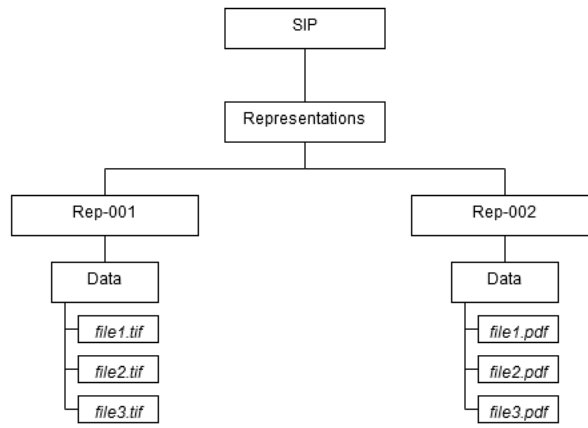 SIP
Representations
Rep-001
Rep-002
Data
Data
file1.tif
file1.pdf
file2.tif
file2.pdf
file3.tif
file3.pdf